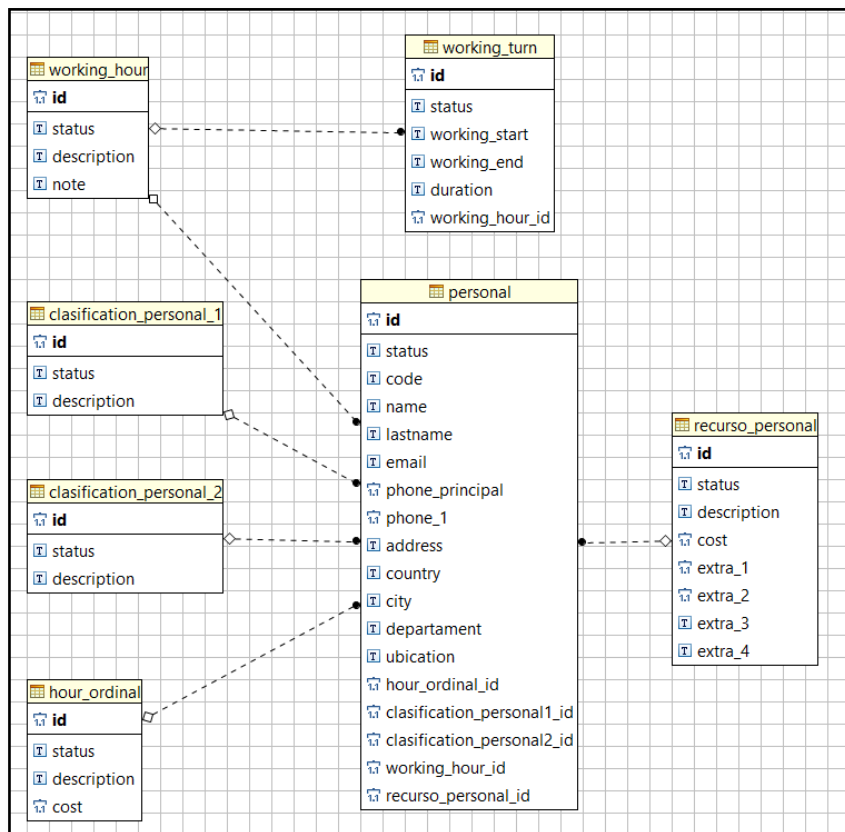 working_hour
id
status
description
note
working_turn
id
status
working_start
working_end
duration
working_hour_id
clasification_personal_1
id
status
description
clasification_personal_2
id
status
description
hour_ordinal
id
status
description
cost
personal
id
status
code
name
lastname
email
phone_principal
phone_1
address
country
city
departament
ubication
hour_ordinal_id
clasification_personal1_id
clasification_personal2_id
working_hour_id
recurso_personal_id
recurso_personal
id
status
description
cost
extra_1
extra_2
extra_3
extra_4